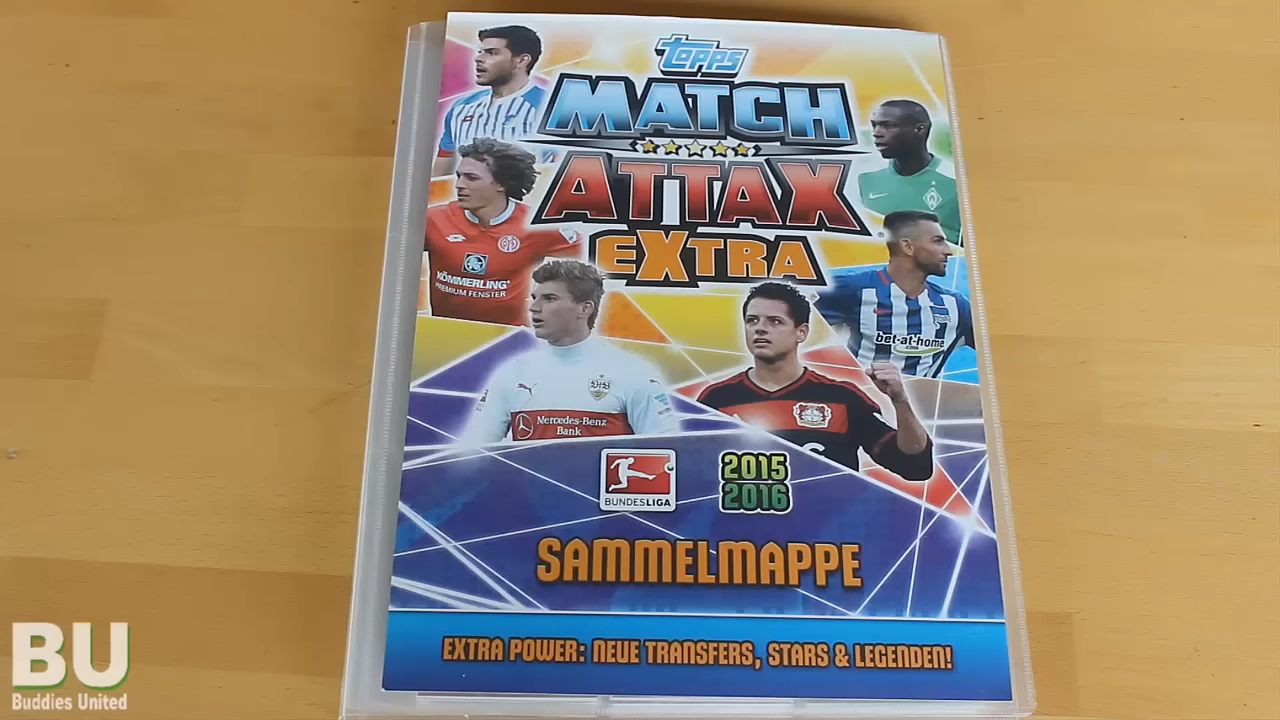 topps
MATCH
ATTAX
EXTRA
KÖMMERLING
PREMIUM FENSTER
bet-at-home
.com
Mercedes-Benz
Bank
BUNDESLIGA
2015
2016
SAMMELMAPPE
EXTRA POWER: NEUE TRANSFERS, STARS & LEGENDEN!
BU
Buddies United